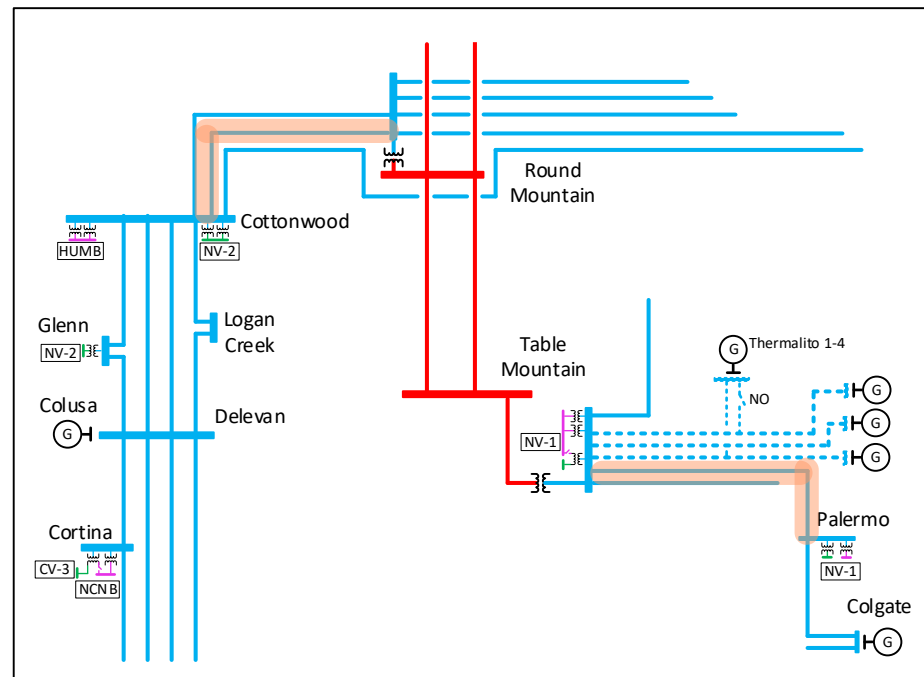 Round
Mountain
Cottonwood
HUMB
NV-2
Glenn
NV-2
Logan
Creek
Table
Mountain
G
Thermalito 1-4
NO
G
G
G
Colusa
G
Delevan
NV-1
Cortina
CV-3
NCNB
Palermo
NV-1
Colgate
G